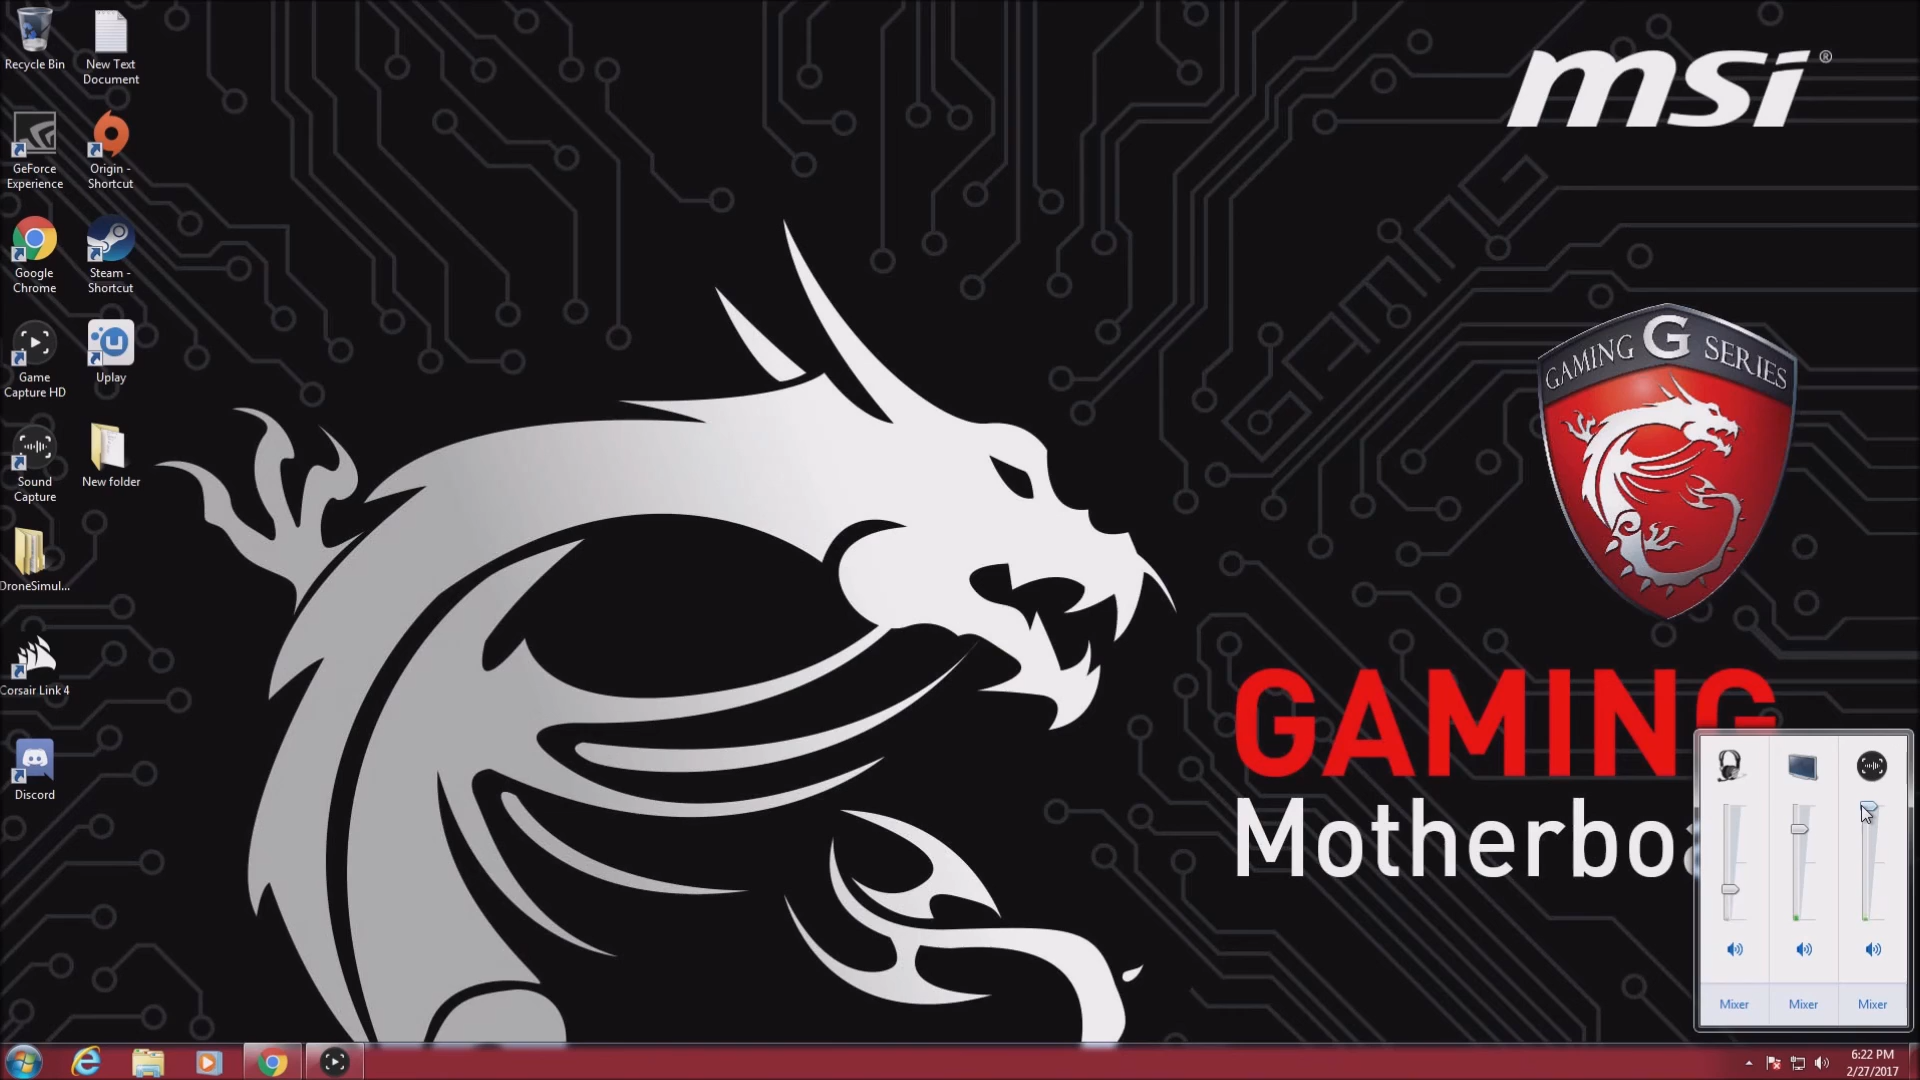 Recycle Bin
New Text
Document
GeForce
Experience
Origin -
Shortcut
Google
Chrome
Steam -
Shortcut
Game
Capture HD
Uplay
Sound
Capture
New folder
DroneSimul...
Corsair Link 4
Discord
msi®
GAMING
GAMING G SERIES
GAMING
Motherboa
Mixer
Mixer
Mixer
6:22 PM
2/27/2017